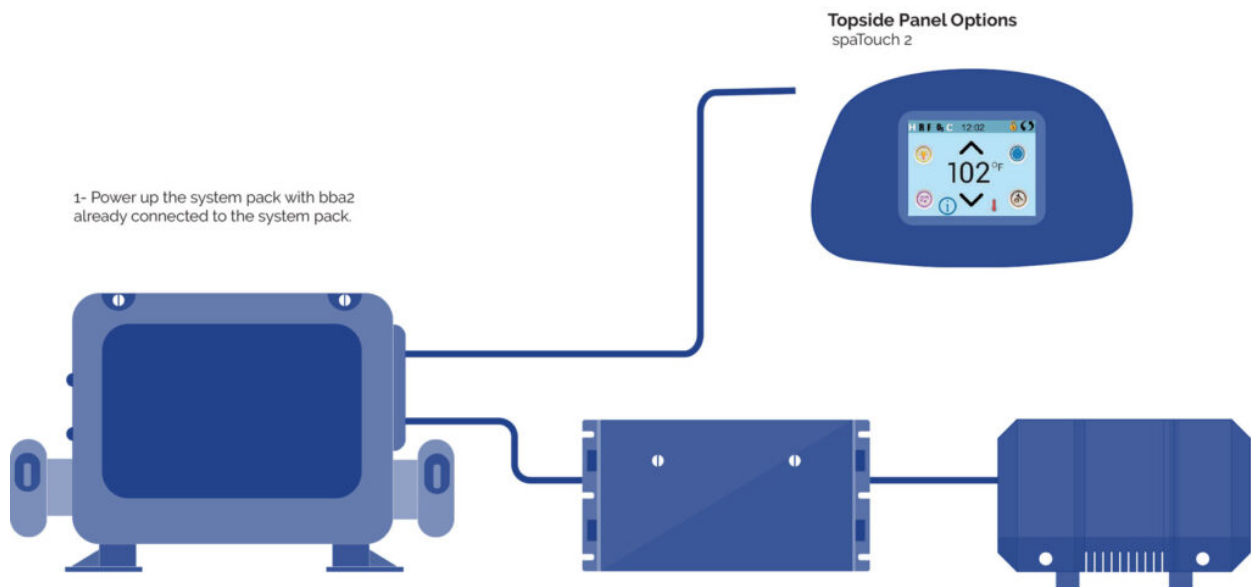 Topside Panel Options
spaTouch 2
H R F C 12:02
102°F
1- Power up the system pack with bba2
already connected to the system pack.